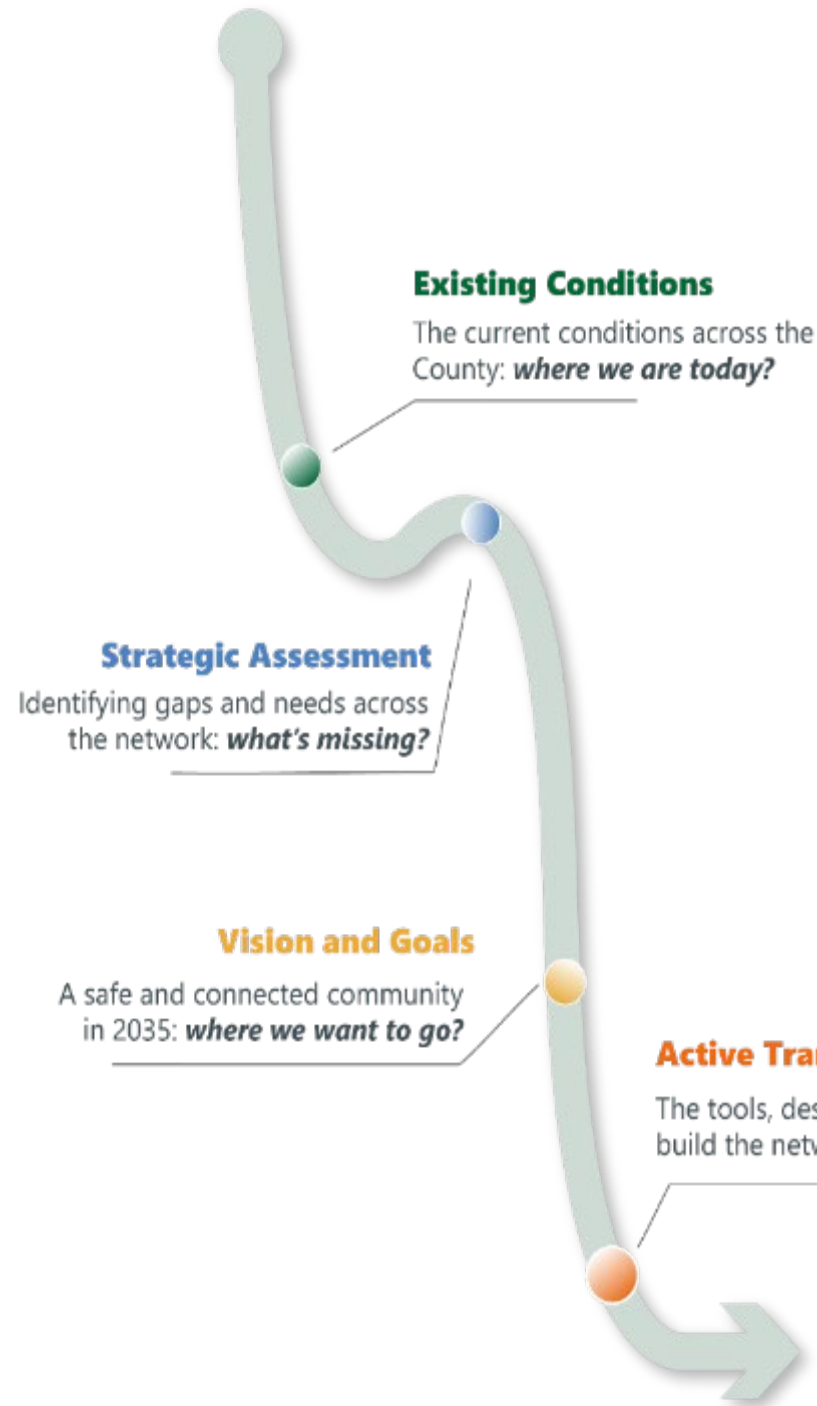 Existing Conditions
The current conditions across the
County: where we are today?
Strategic Assessment
Identifying gaps and needs across
the network: what's missing?
Vision and Goals
A safe and connected community
in 2035: where we want to go?
Active
The tools,
build the